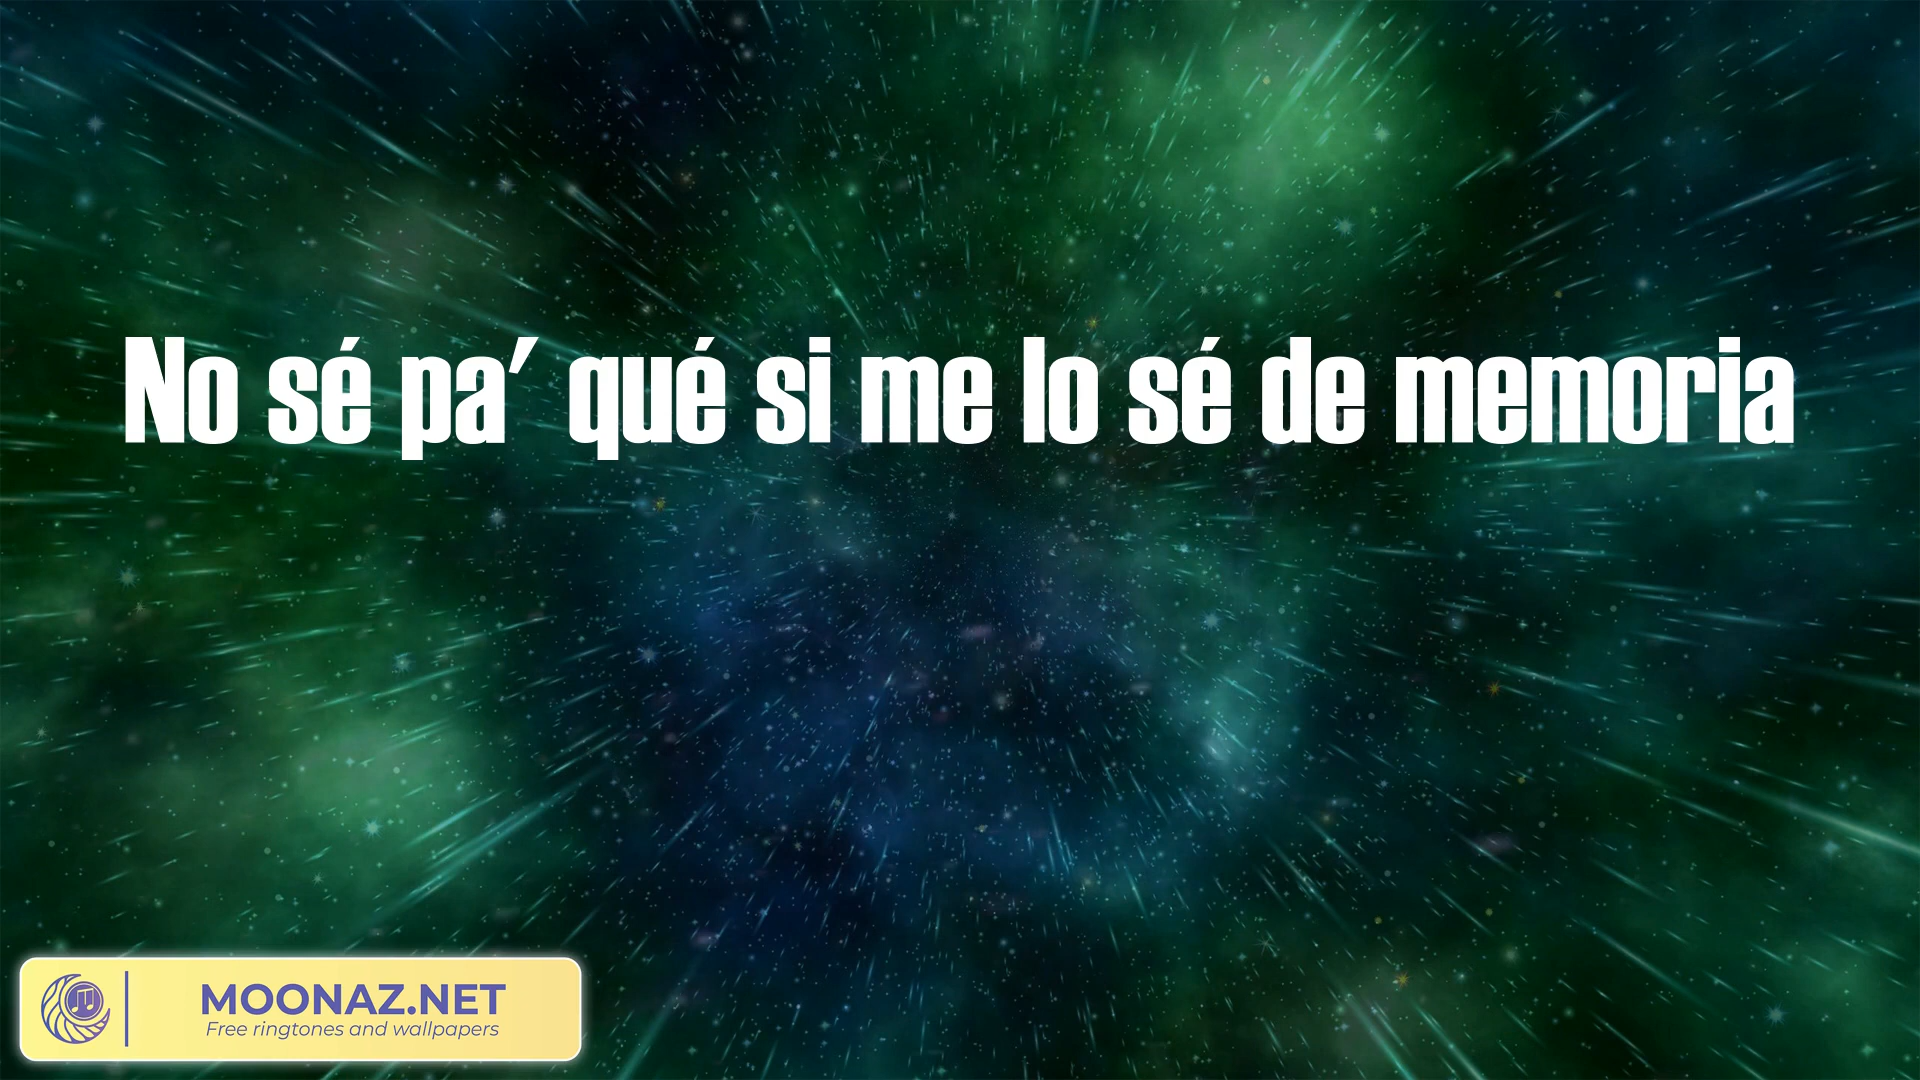 No sé pa’ qué si me lo sé de memoria
MOONAZ.NET
Free ringtones and wallpapers